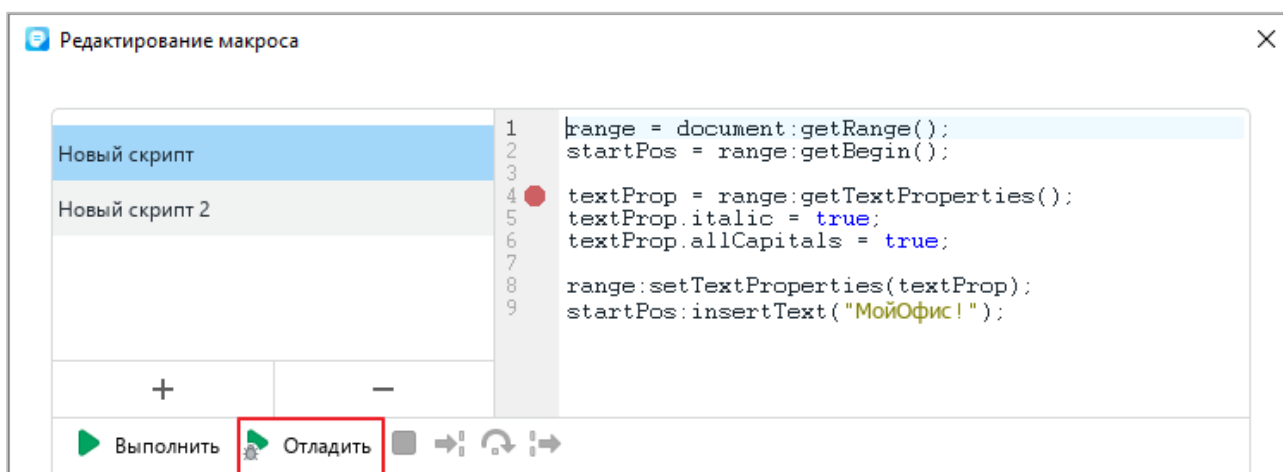 Редактирование макроса
Новый скрипт
Новый скрипт 2
+ −
1 range = document:getRange();
2 startPos = range:getBegin();
3
4 textProp = range:getTextProperties();
5 textProp.italic = true;
6 textProp.allCapitals = true;
7
8 range:setTextProperties(textProp);
9 startPos:insertText("МойОфис!");
Выполнить Отладить